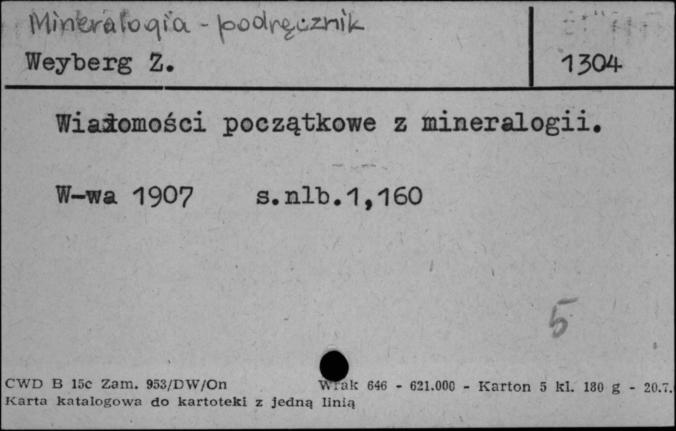 Mineralogia - podręcznik
Weyberg Z. 1304
Wiadomości początkowe z mineralogii.
W-wa 1907 s.nlb.1,160
5
CWD B 15c Zam. 953/DW/On Wrak 646 - 621.000 - Karton 5 kl. 180 g - 20.7.
Karta katalogowa do kartoteki z jedną linią